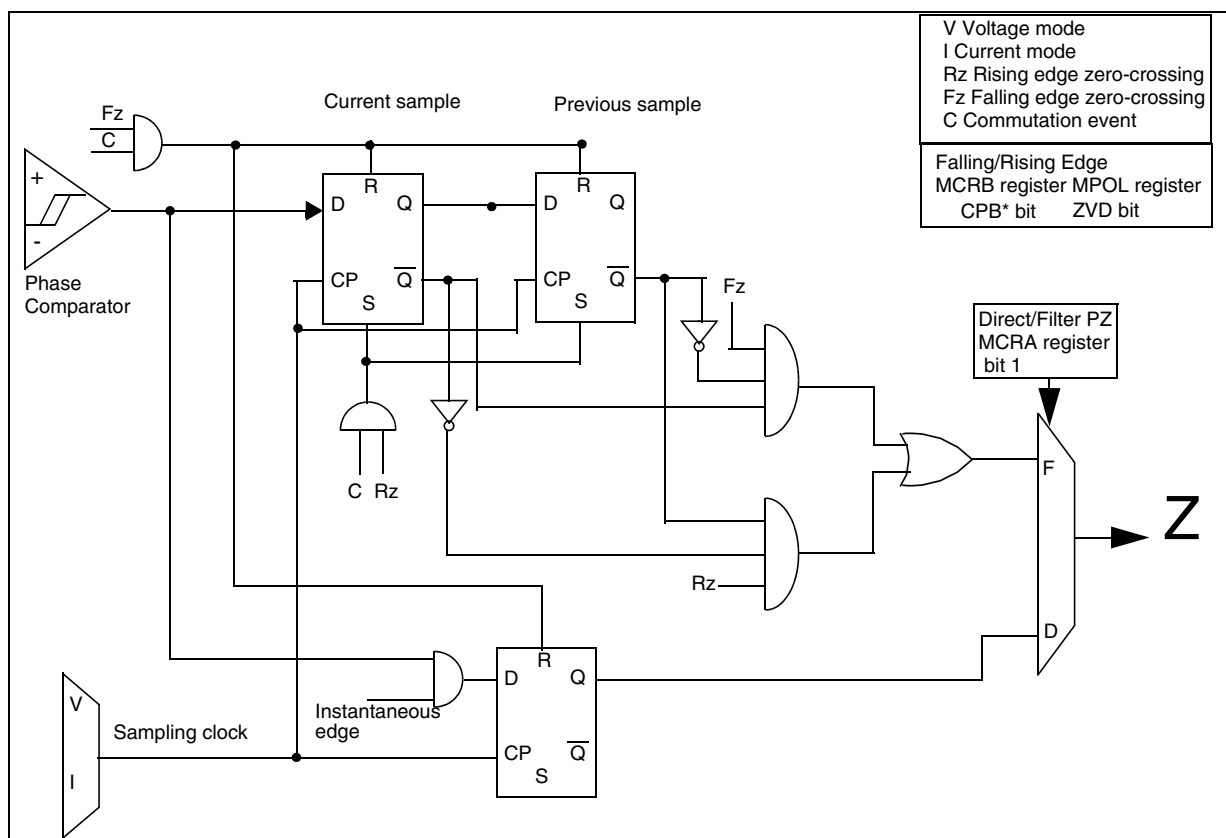 V Voltage mode
I Current mode
Rz Rising edge zero-crossing
Fz Falling edge zero-crossing
C Commutation event
Falling/Rising Edge
MCRB register MPOL register
CPB* bit ZVD bit
Fz
C
Current sample
Previous sample
+
-
Phase
Comparator
R
D Q
CP Q
S
R
D Q
CP Q
S
Fz
C Rz
Direct/Filter PZ
MCRA register
bit 1
F
Z
Rz
D
V
I
Sampling clock
Instantaneous
edge
R
D Q
CP Q
S